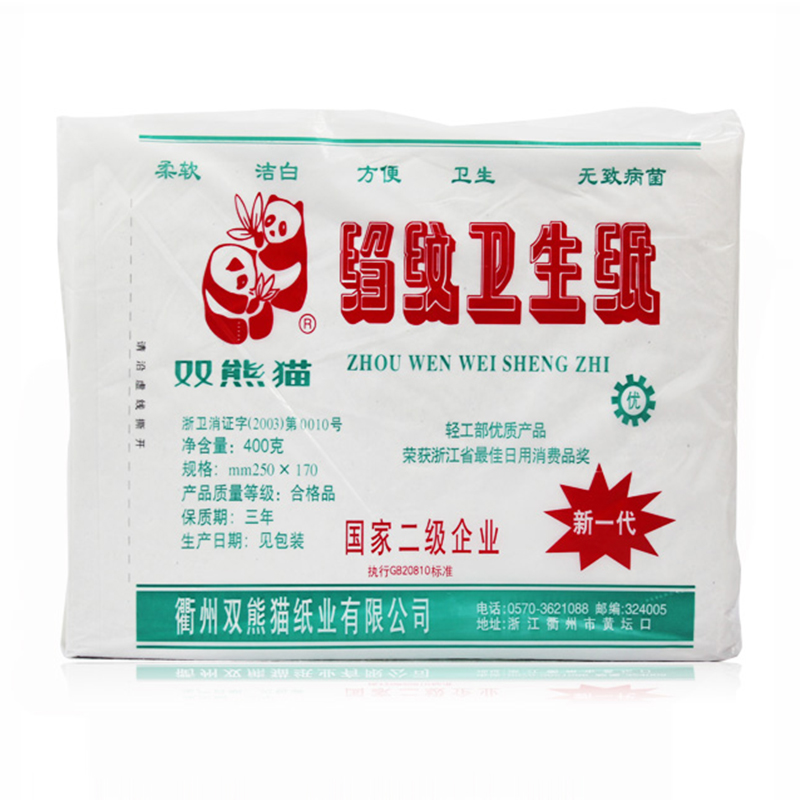 柔软 洁白 方便 卫生 无致病菌
绉纹卫生纸
®
双熊猫
ZHOU WEN WEI SHENG ZHI
优
请沿虚线撕开
浙卫消证字(2003)第0010号
净含量：400克
规格：mm250×170
产品质量等级：合格品
保质期：三年
生产日期：见包装
轻工部优质产品
荣获浙江省最佳日用消费品奖
新一代
国家二级企业
执行GB20810标准
衢州双熊猫纸业有限公司
电话:0570-3621088 邮编:324005
地址:浙江衢州市黄坛口